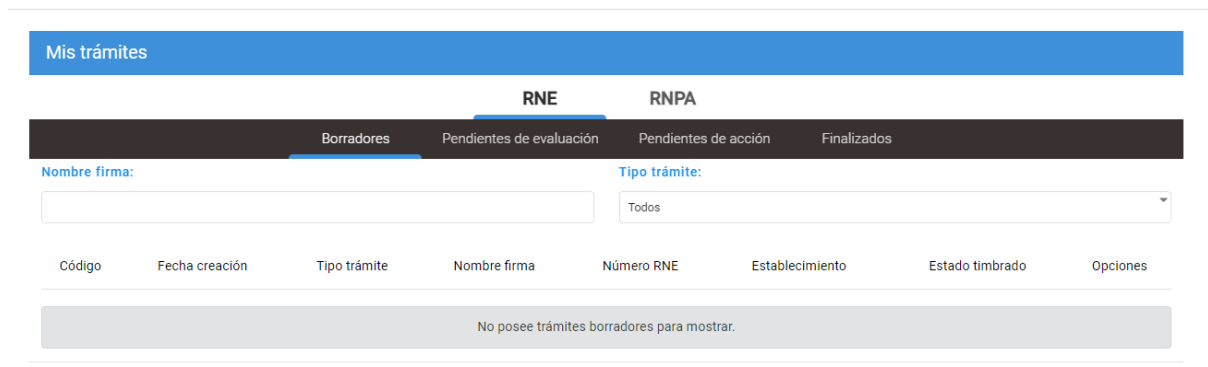 Mis trámites
RNE RNPA
Borradores Pendientes de evaluación Pendientes de acción Finalizados
Nombre firma: Tipo trámite:
Todos
Código Fecha creación Tipo trámite Nombre firma Número RNE Establecimiento Estado timbrado Opciones
No posee trámites borradores para mostrar.